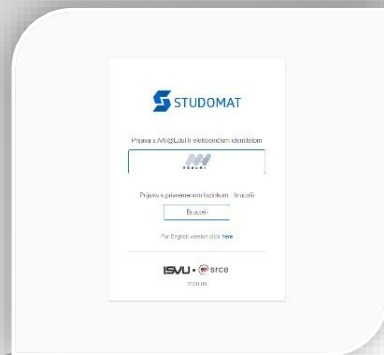 STUDOMAT
Prijava s AAI@EduHr elektroničkim identitetom
Prijava s privremenom lozinkom - brucoši
Brucoši
For English version click here
ISVU • srce